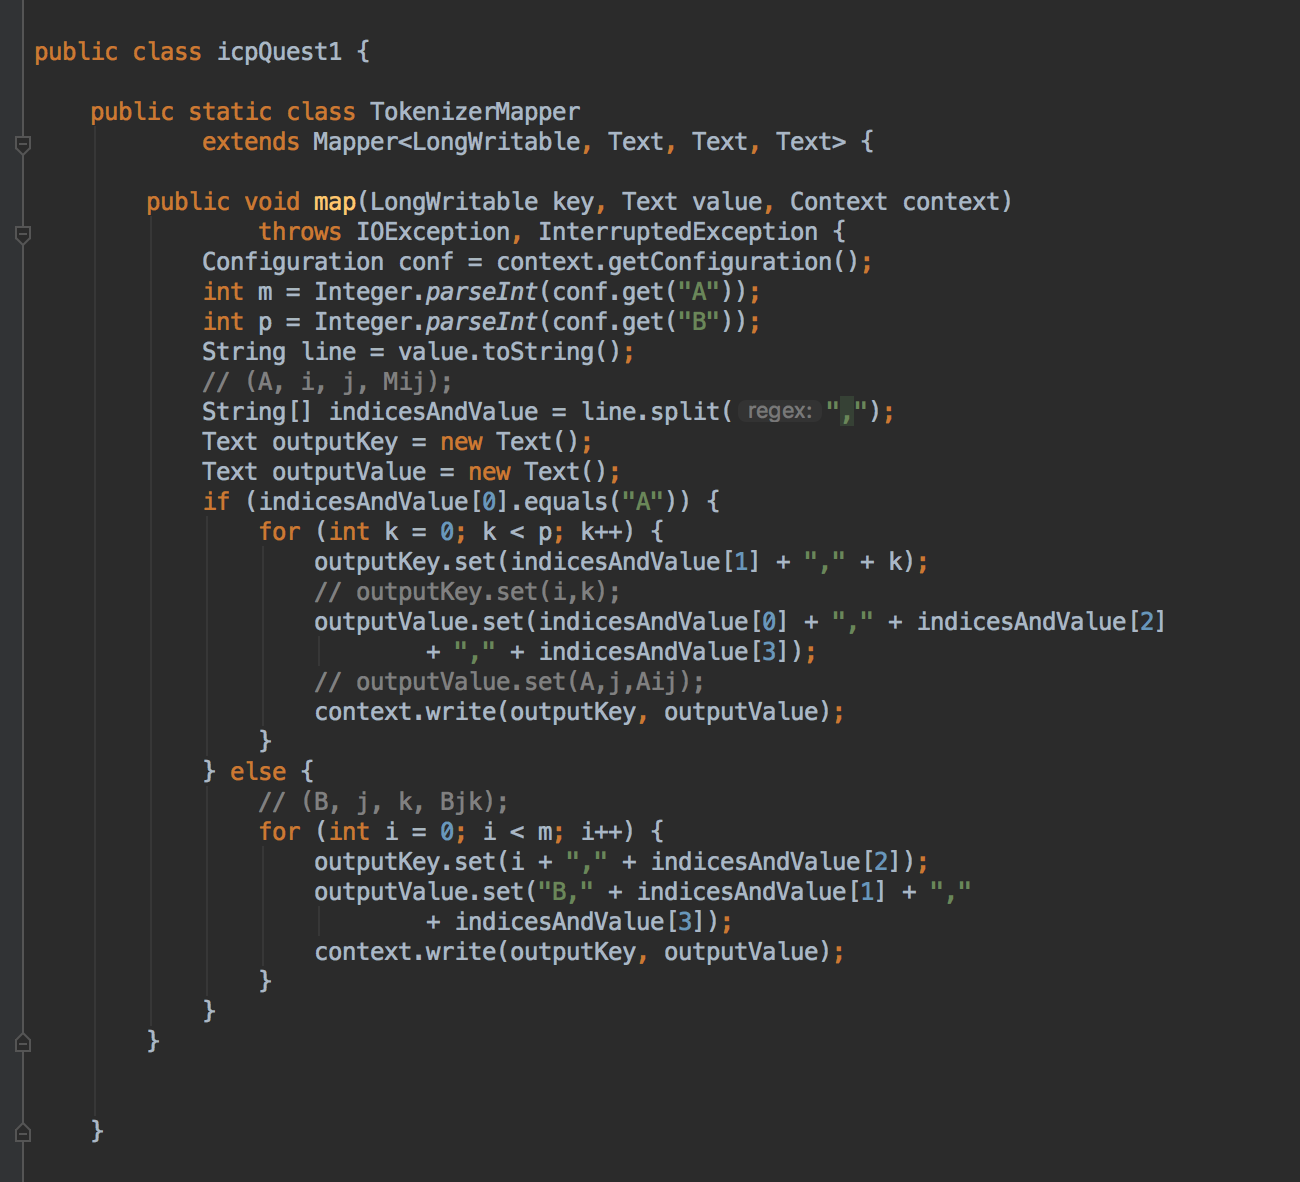 public class icpQuest1 {
public static class TokenizerMapper
extends Mapper<LongWritable, Text, Text, Text> {
public void map(LongWritable key, Text value, Context context)
throws IOException, InterruptedException {
Configuration conf = context.getConfiguration();
int m = Integer.parseInt(conf.get("A"));
int p = Integer.parseInt(conf.get("B"));
String line = value.toString();
// (A, i, j, Mij);
String[] indicesAndValue = line.split( regex: ",");
Text outputKey = new Text();
Text outputValue = new Text();
if (indicesAndValue[0].equals("A")) {
for (int k = 0; k < p; k++) {
outputKey.set(indicesAndValue[1] + "," + k);
// outputKey.set(i,k);
outputValue.set(indicesAndValue[0] + "," + indicesAndValue[2]
+ "," + indicesAndValue[3]);
// outputValue.set(A,j,Aij);
context.write(outputKey, outputValue);
}
} else {
// (B, j, k, Bjk);
for (int i = 0; i < m; i++) {
outputKey.set(i + "," + indicesAndValue[2]);
outputValue.set("B," + indicesAndValue[1] + ","
+ indicesAndValue[3]);
context.write(outputKey, outputValue);
}
}
}
}